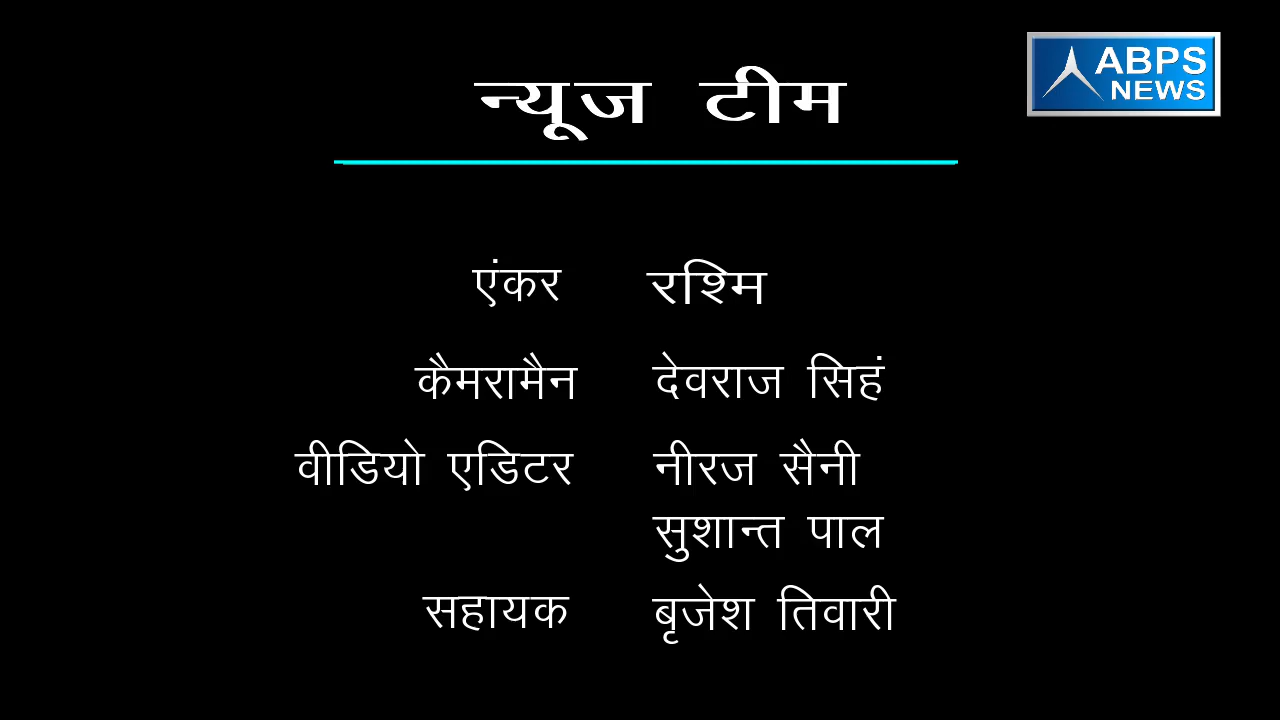 ABPS
NEWS
न्यूज टीम
एंकर रश्मि
कैमरामैन देवराज सिहं
वीडियो एडिटर नीरज सैनी
सुशान्त पाल
सहायक बृजेश तिवारी